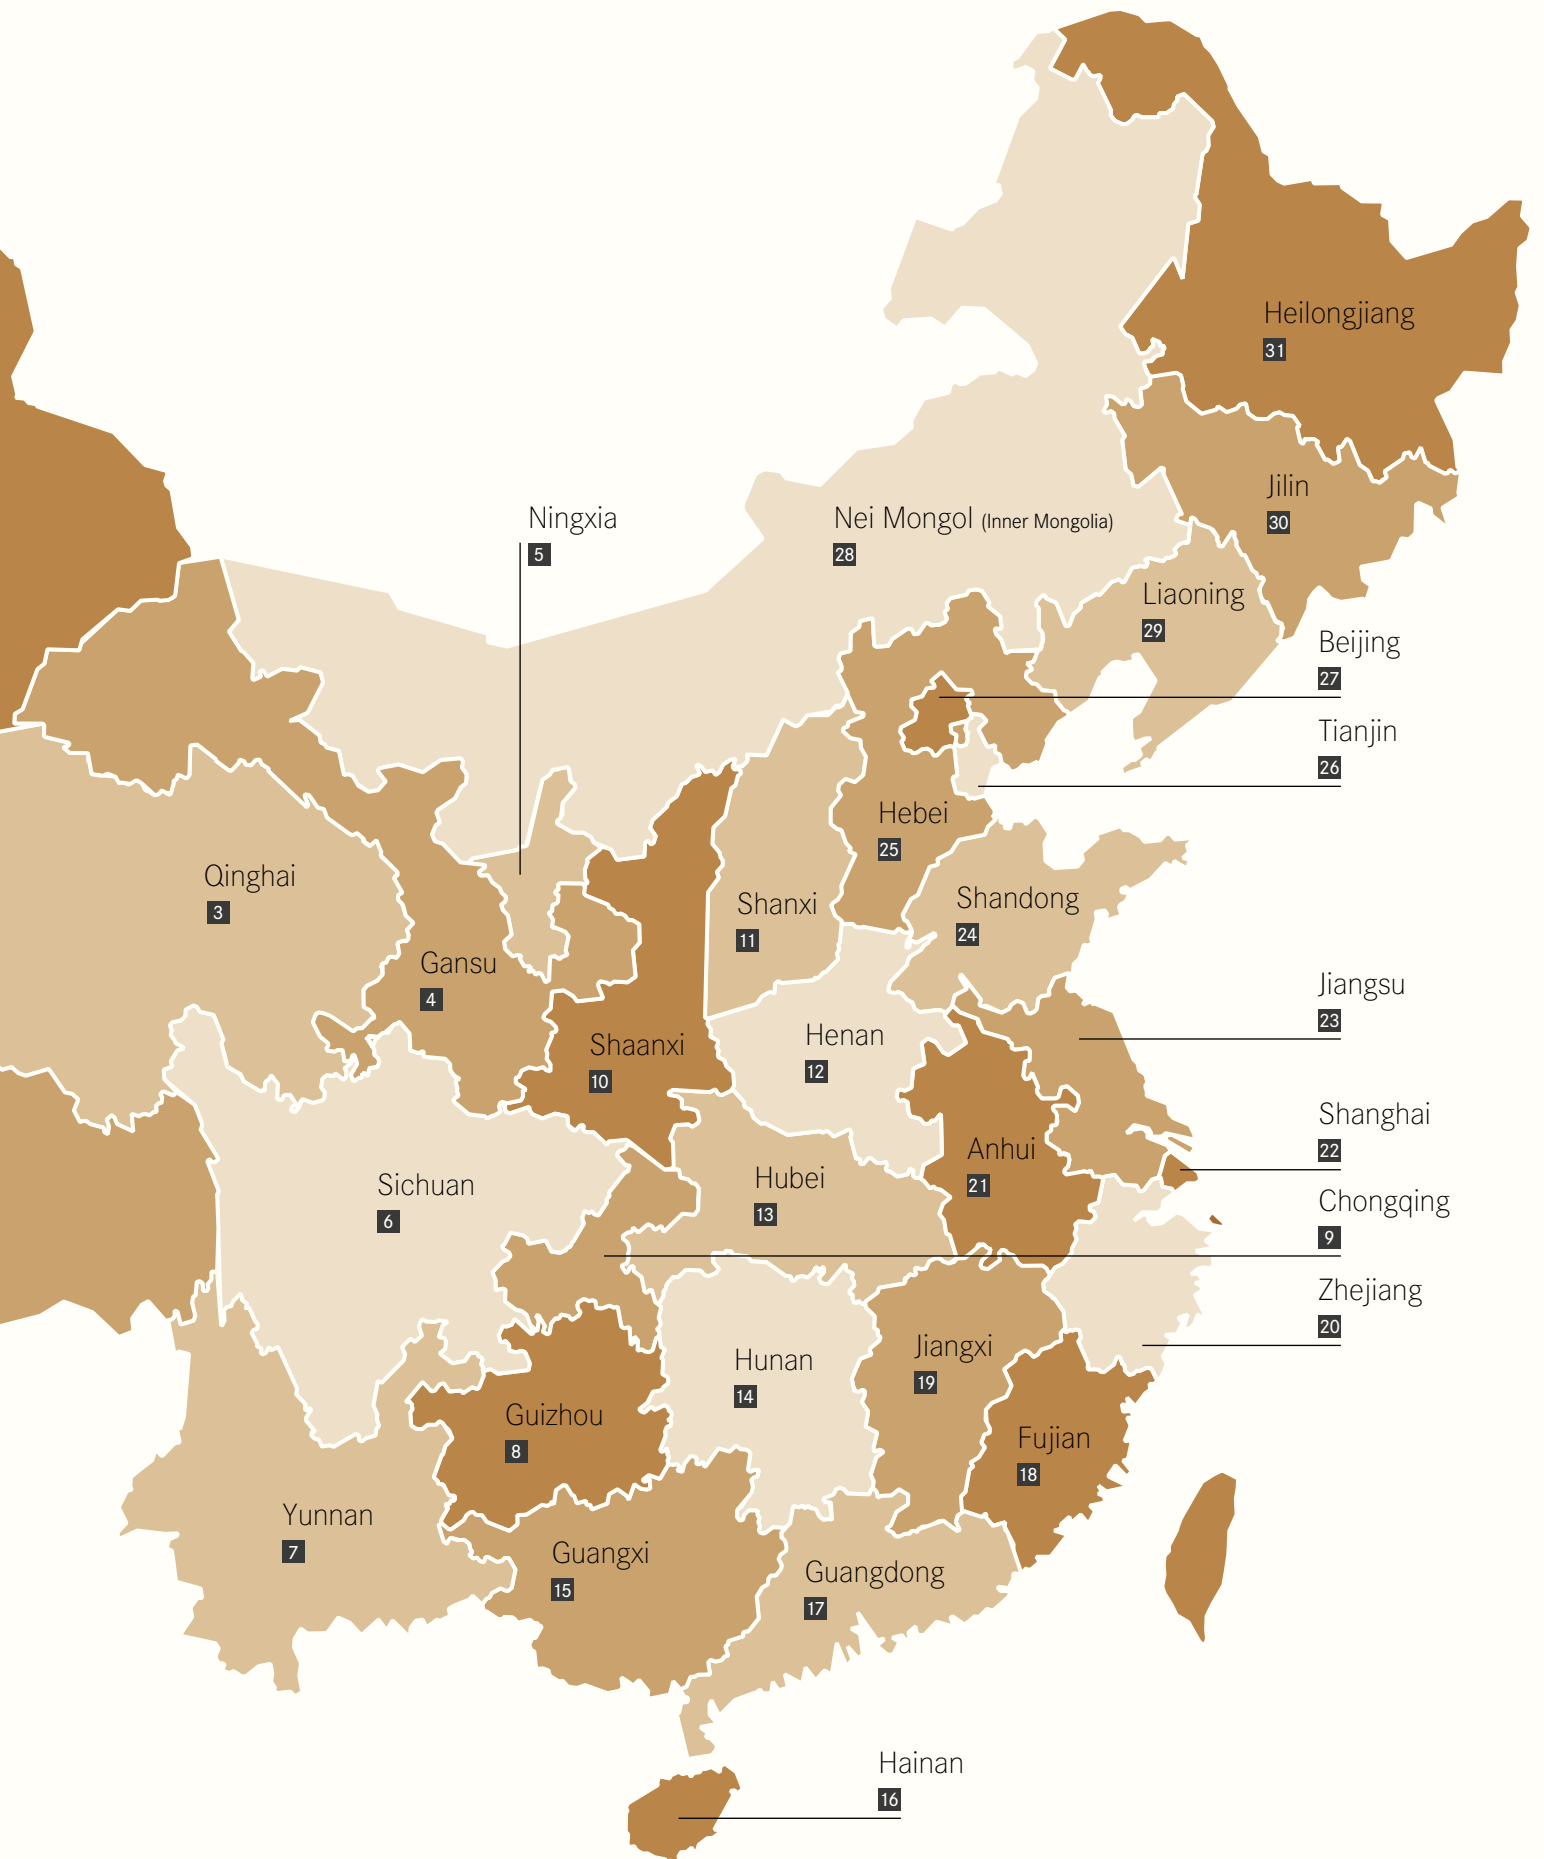 Heilongjiang
31
Jilin
30
Ningxia
5
Nei Mongol (Inner Mongolia)
28
Liaoning
29
Beijing
27
Tianjin
26
Hebei
25
Qinghai
3
Shanxi
11
Shandong
24
Gansu
4
Jiangsu
23
Shaanxi
10
Henan
12
Shanghai
22
Anhui
21
Sichuan
6
Hubei
13
Chongqing
9
Zhejiang
20
Hunan
14
Jiangxi
19
Guizhou
8
Fujian
18
Yunnan
7
Guangxi
15
Guangdong
17
Hainan
16